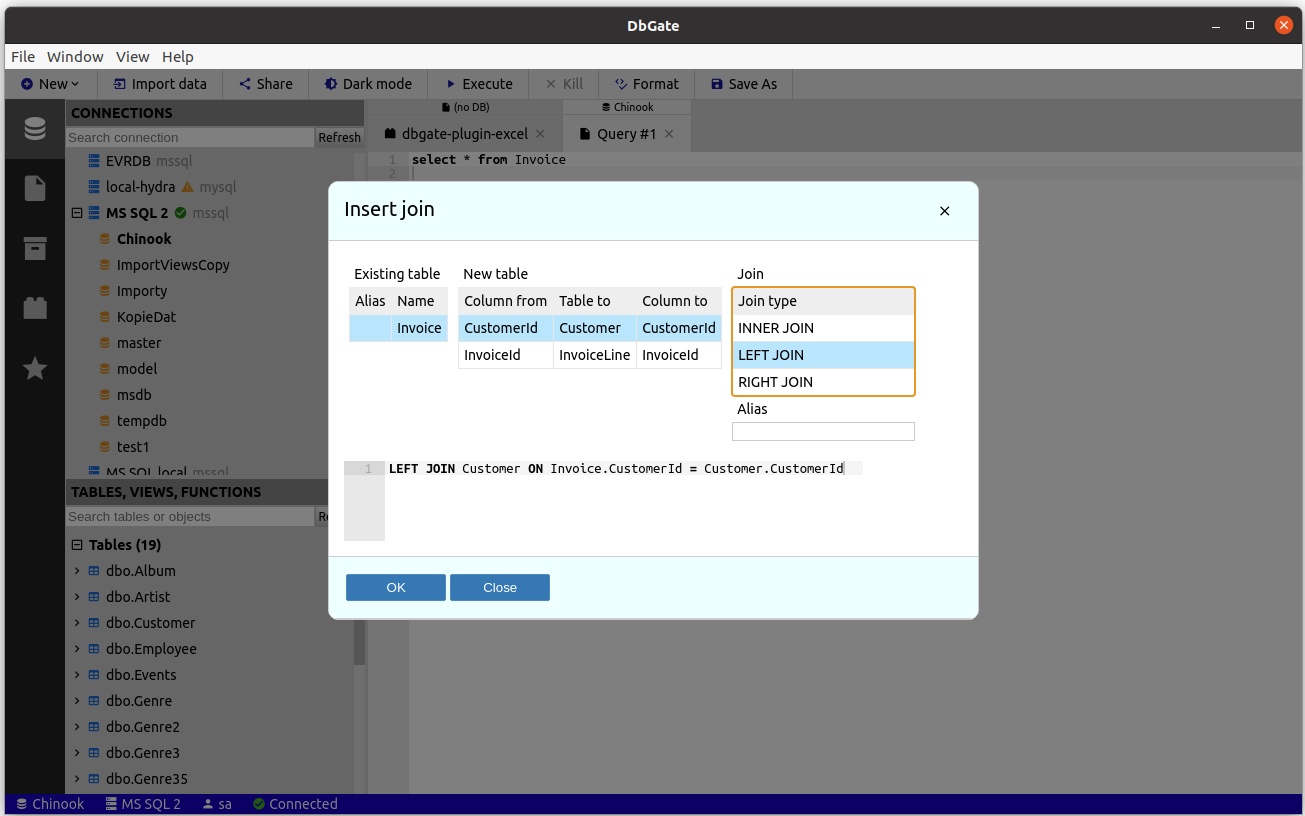 DbGate
File Window View Help
New Import data Share Dark mode Execute Kill Format Save As
CONNECTIONS
Search connection Refresh
EVRDB mssql
local-hydra mysql
MS SQL 2 mssql
Chinook
ImportViewsCopy
Importy
KopieDat
master
model
msdb
tempdb
test1
MS SQL local mssql
TABLES, VIEWS, FUNCTIONS
Search tables or objects Re
Tables (19)
dbo.Album
dbo.Artist
dbo.Customer
dbo.Employee
dbo.Events
dbo.Genre
dbo.Genre2
dbo.Genre3
dbo.Genre35
(no DB) Chinook
dbgate-plugin-excel Query #1
1 select * from Invoice
2
Insert join
Existing table New table Join
Alias Name Column from Table to Column to Join type
Invoice CustomerId Customer CustomerId INNER JOIN
InvoiceId InvoiceLine InvoiceId LEFT JOIN
RIGHT JOIN
Alias
1 LEFT JOIN Customer ON Invoice.CustomerId = Customer.CustomerId
OK Close
Chinook MS SQL 2 sa Connected